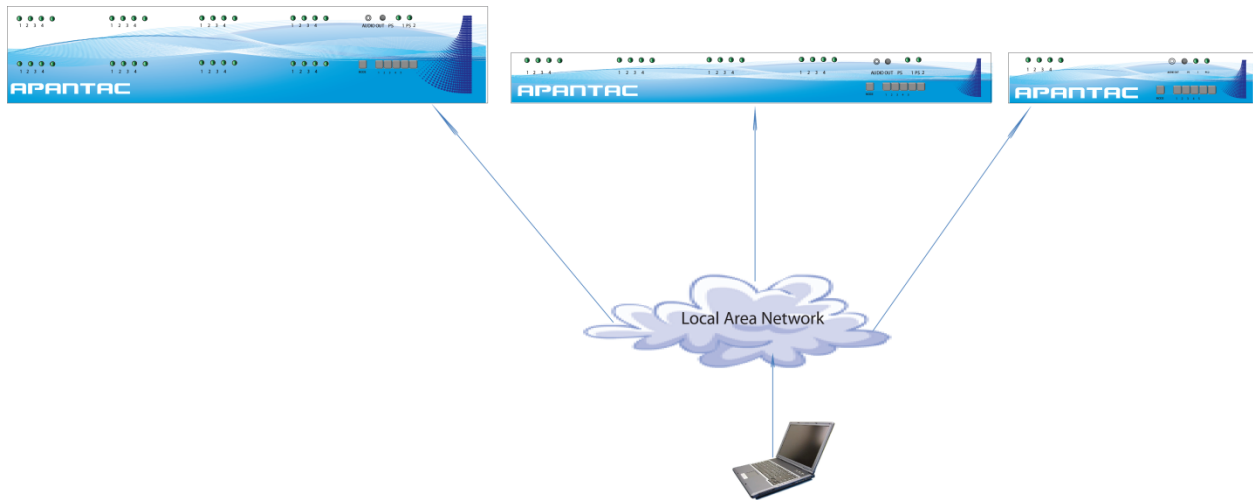 1 2 3 4 1 2 3 4 1 2 3 4 1 2 3 4 AUDIO OUT PS 1 PS 2
1 2 3 4 1 2 3 4 1 2 3 4 1 2 3 4
APANTAC
1 2 3 4 1 2 3 4 1 2 3 4 1 2 3 4 AUDIO OUT PS 1 PS 2
APANTAC
1 2 3 4
APANTAC
Local Area Network